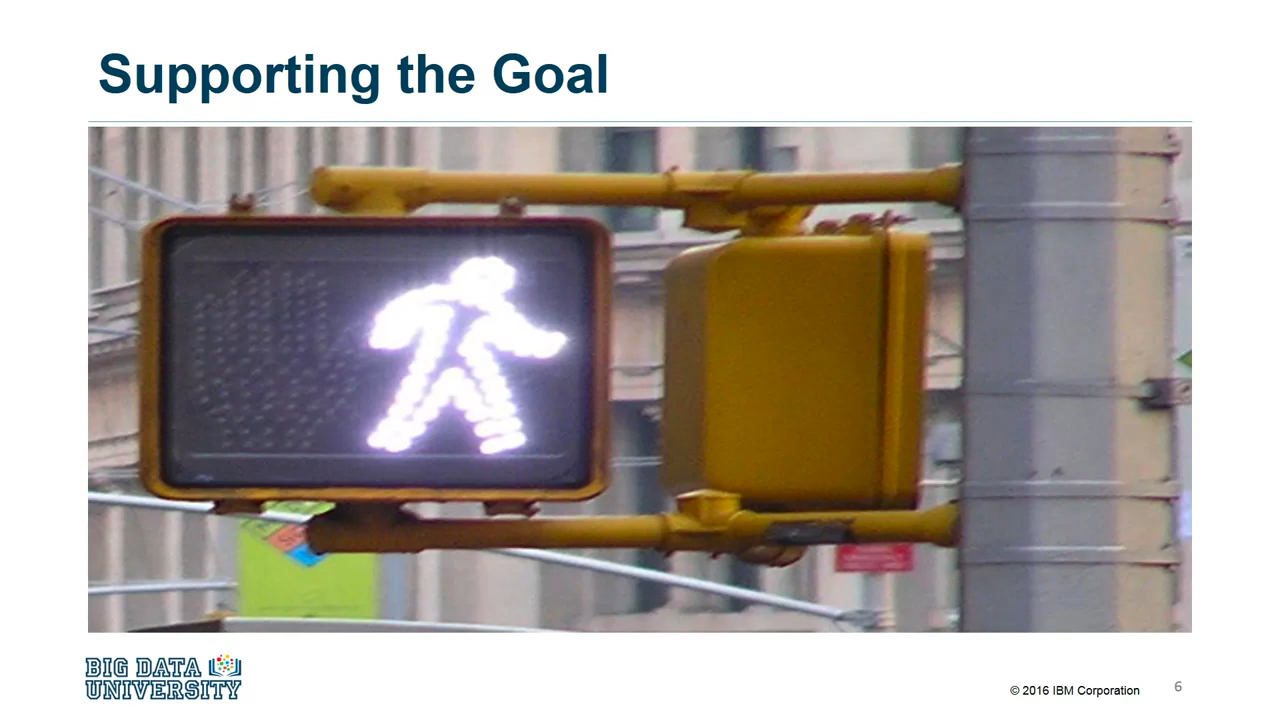 Supporting the Goal
BIG DATA
UNIVERSITY
© 2016 IBM Corporation
6